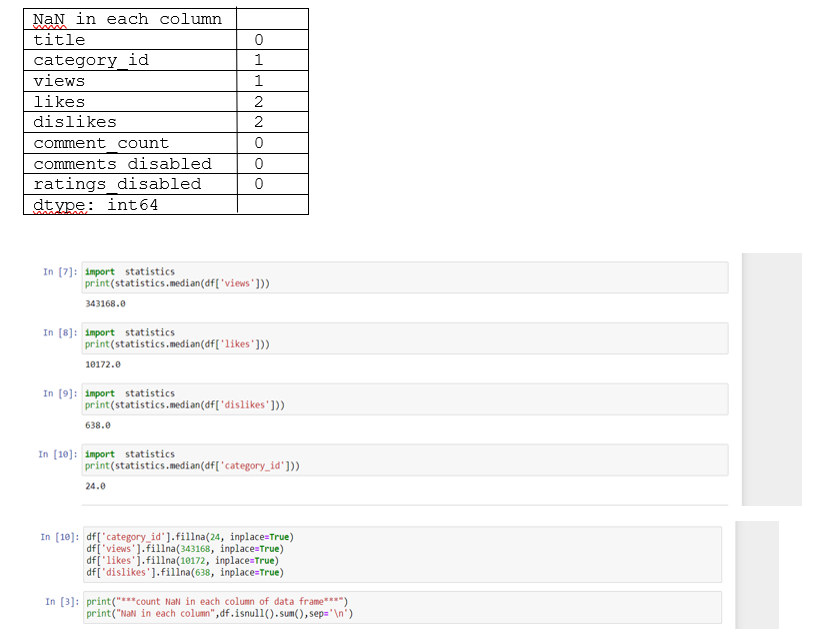 NaN in each column
title 0
category_id 1
views 1
likes 2
dislikes 2
comment_count 0
comments_disabled 0
ratings_disabled 0
dtype: int64
In [7]: import statistics
print(statistics.median(df['views']))
343168.0
In [8]: import statistics
print(statistics.median(df['likes']))
10172.0
In [9]: import statistics
print(statistics.median(df['dislikes']))
638.0
In [10]: import statistics
print(statistics.median(df['category_id']))
24.0
In [10]: df['category_id'].fillna(24, inplace=True)
df['views'].fillna(343168, inplace=True)
df['likes'].fillna(10172, inplace=True)
df['dislikes'].fillna(638, inplace=True)
In [3]: print("***count NaN in each column of data frame***")
print("NaN in each column",df.isnull().sum(),sep='\n')